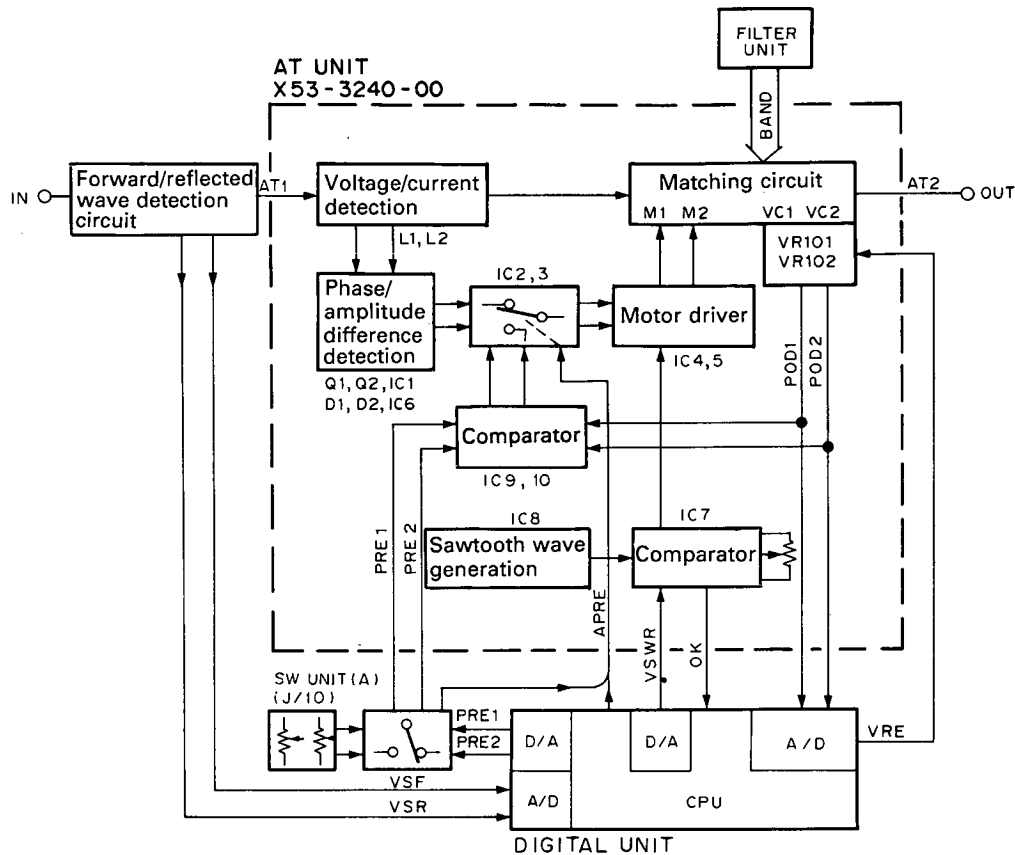 FILTER
UNIT
AT UNIT
X53-3240-00
BAND
IN
Forward/reflected
wave detection
circuit
AT1
Voltage/current
detection
Matching circuit
M1 M2 VC1 VC2
AT2
OUT
L1, L2
VR101
VR102
IC2, 3
Phase/
amplitude
difference
detection
Motor driver
Q1, Q2, IC1
D1, D2, IC6
IC4, 5
POD1
POD2
Comparator
IC9, 10
PRE1
PRE2
IC8
Sawtooth wave
generation
IC7
Comparator
APRE
VSWR
OK
SW UNIT (A)
(J/10)
PRE1
PRE2
D/A
D/A
A/D
VRE
VSF
VSR
A/D
CPU
DIGITAL UNIT